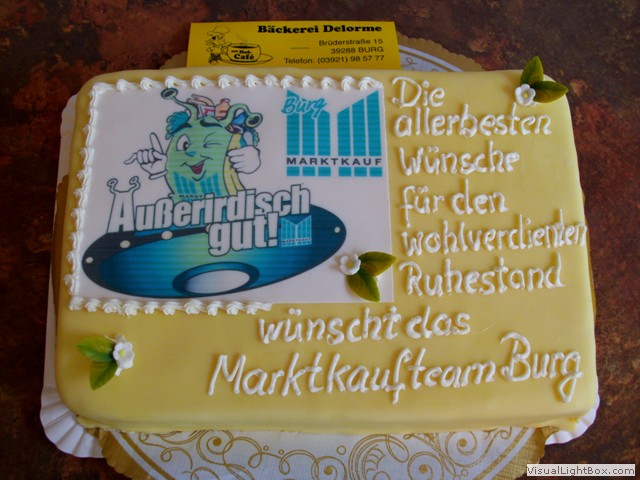 Bäckerei Delorme
Brüderstraße 15
39288 BURG
Telefon: (03921) 98 57 77
Café
Burg
MARKTKAUF
Außerirdisch
gut!
Die
allerbesten
wünsche
für den
wohlverdienten
Ruhestand
wünscht das
Marktkaufteam Burg
VisualLightBox.com